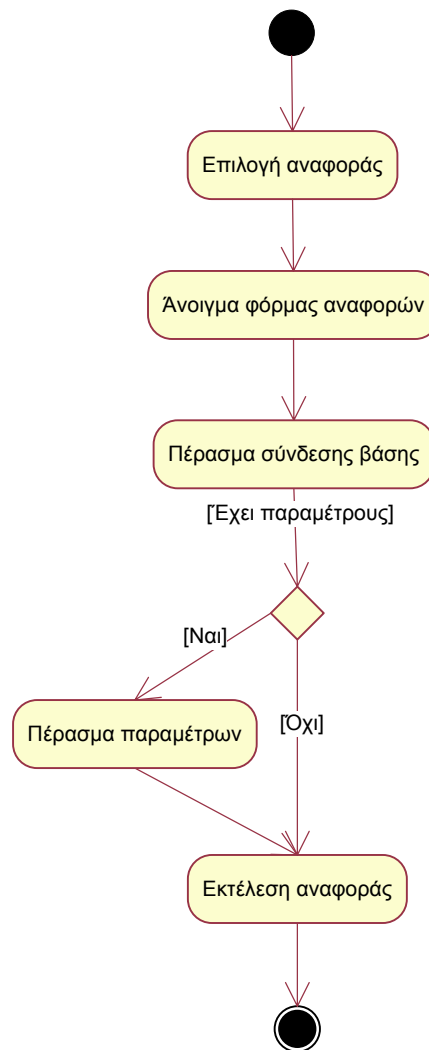 Επιλογή αναφοράς
Άνοιγμα φόρμας αναφορών
Πέρασμα σύνδεσης βάσης
[Έχει παραμέτρους]
[Ναι]
[Όχι]
Πέρασμα παραμέτρων
Εκτέλεση αναφοράς